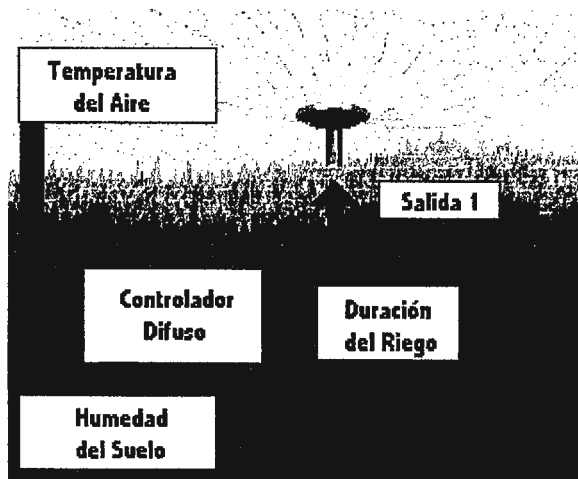 Temperatura
del Aire
Salida 1
Controlador
Difuso
Duración
del Riego
Humedad
del Suelo